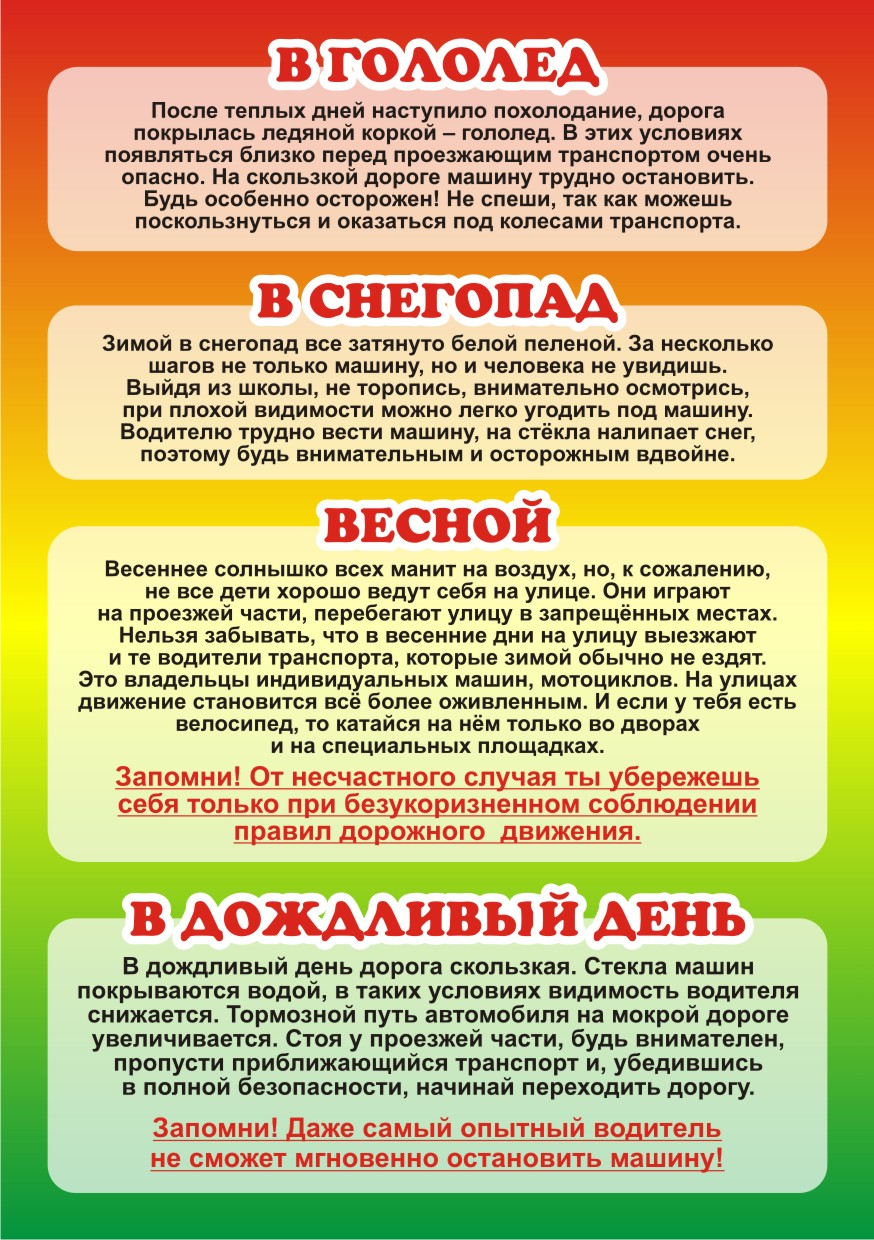 В ГОЛОЛЕД
После теплых дней наступило похолодание, дорога
покрылась ледяной коркой – гололед. В этих условиях
появляться близко перед проезжающим транспортом очень
опасно. На скользкой дороге машину трудно остановить.
Будь особенно осторожен! Не спеши, так как можешь
поскользнуться и оказаться под колесами транспорта.
В СНЕГОПАД
Зимой в снегопад все затянуто белой пеленой. За несколько
шагов не только машину, но и человека не увидишь.
Выйдя из школы, не торопись, внимательно осмотрись,
при плохой видимости можно легко угодить под машину.
Водителю трудно вести машину, на стёкла налипает снег,
поэтому будь внимательным и осторожным вдвойне.
ВЕСНОЙ
Весеннее солнышко всех манит на воздух, но, к сожалению,
не все дети хорошо ведут себя на улице. Они играют
на проезжей части, перебегают улицу в запрещённых местах.
Нельзя забывать, что в весенние дни на улицу выезжают
и те водители транспорта, которые зимой обычно не ездят.
Это владельцы индивидуальных машин, мотоциклов. На улицах
движение становится всё более оживленным. И если у тебя есть
велосипед, то катайся на нём только во дворах
и на специальных площадках.
Запомни! От несчастного случая ты убережешь
себя только при безукоризненном соблюдении
правил дорожного движения.
В ДОЖДЛИВЫЙ ДЕНЬ
В дождливый день дорога скользкая. Стекла машин
покрываются водой, в таких условиях видимость водителя
снижается. Тормозной путь автомобиля на мокрой дороге
увеличивается. Стоя у проезжей части, будь внимателен,
пропусти приближающийся транспорт и, убедившись
в полной безопасности, начинай переходить дорогу.
Запомни! Даже самый опытный водитель
не сможет мгновенно остановить машину!